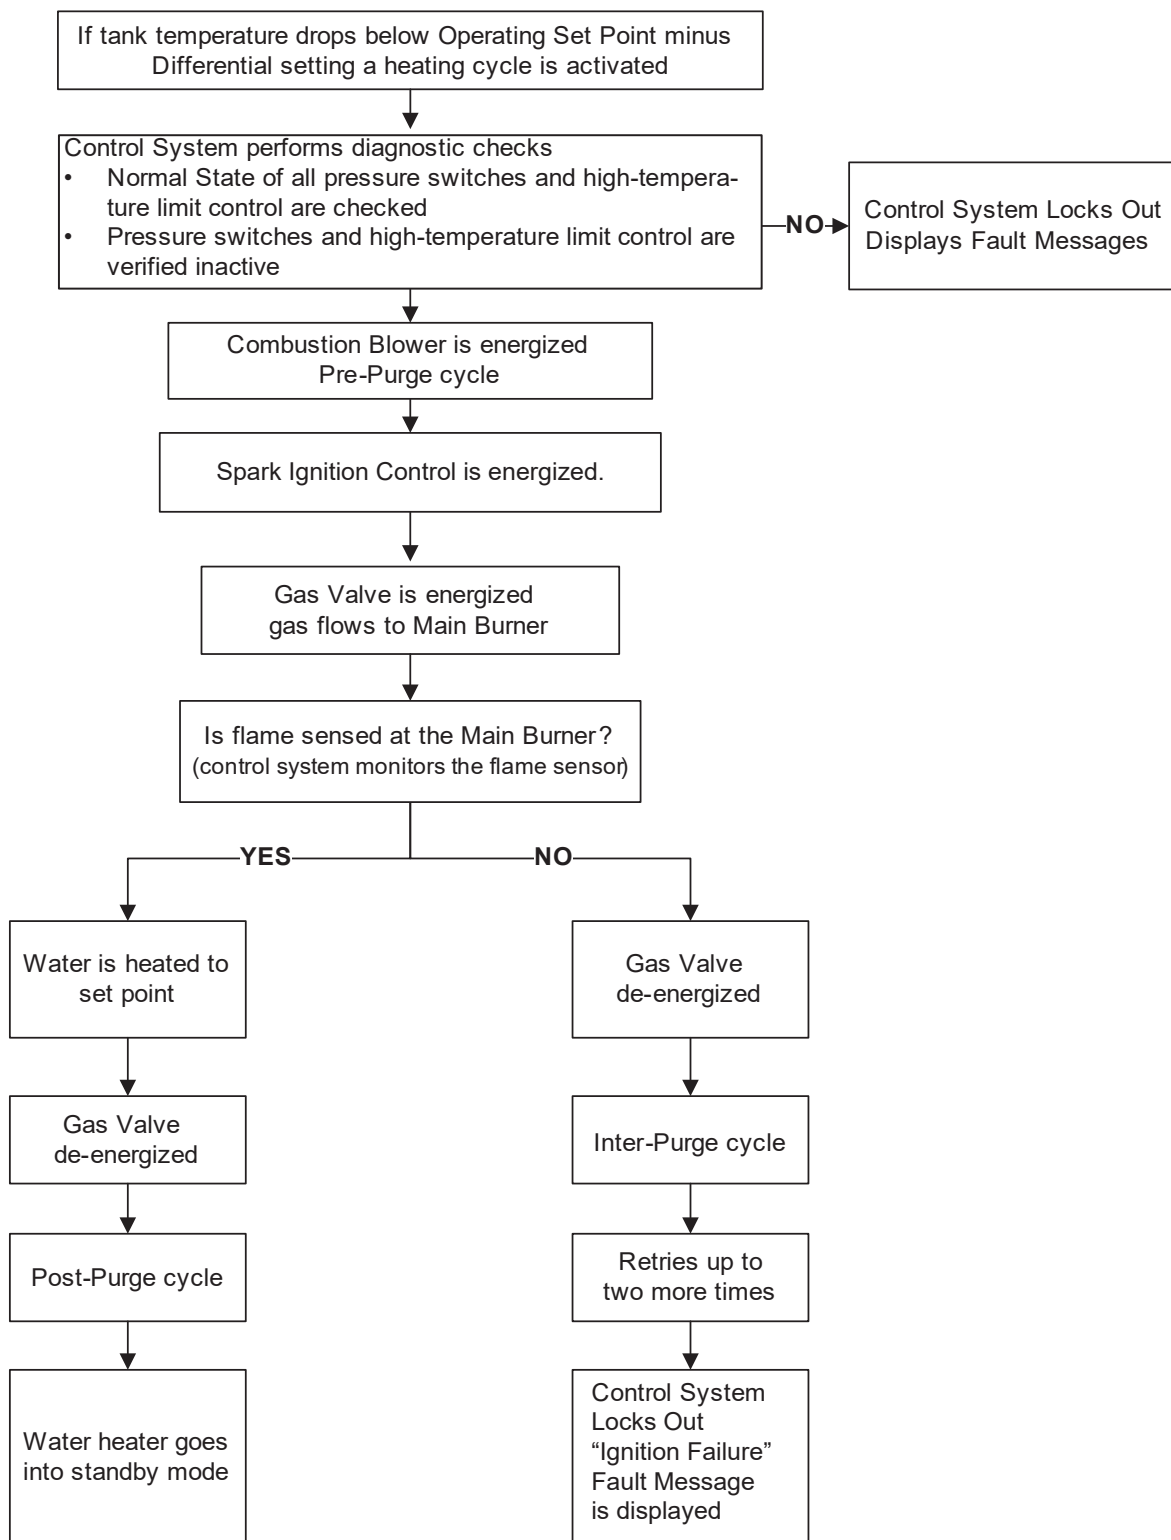 If tank temperature drops below Operating Set Point minus
Differential setting a heating cycle is activated
Control System performs diagnostic checks
• Normal State of all pressure switches and high-tempera-
ture limit control are checked
• Pressure switches and high-temperature limit control are
verified inactive
NO
Control System Locks Out
Displays Fault Messages
Combustion Blower is energized
Pre-Purge cycle
Spark Ignition Control is energized.
Gas Valve is energized
gas flows to Main Burner
Is flame sensed at the Main Burner?
(control system monitors the flame sensor)
YES
NO
Water is heated to
set point
Gas Valve
de-energized
Gas Valve
de-energized
Inter-Purge cycle
Post-Purge cycle
Retries up to
two more times
Water heater goes
into standby mode
Control System
Locks Out
“Ignition Failure”
Fault Message
is displayed